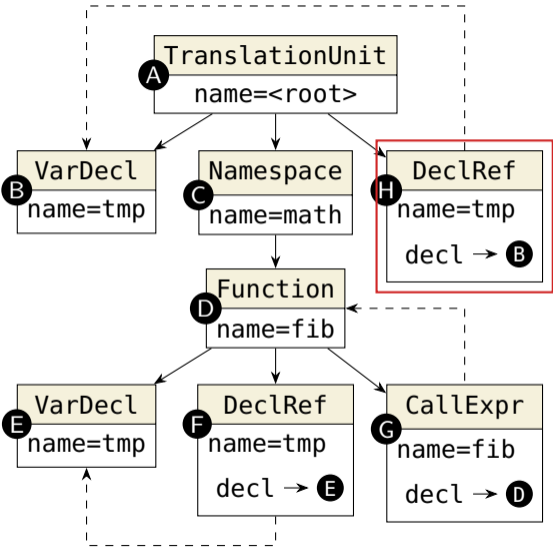 A
TranslationUnit
name=<root>
B
VarDecl
name=tmp
C
Namespace
name=math
H
DeclRef
name=tmp
decl → B
D
Function
name=fib
E
VarDecl
name=tmp
F
DeclRef
name=tmp
decl → E
G
CallExpr
name=fib
decl → D